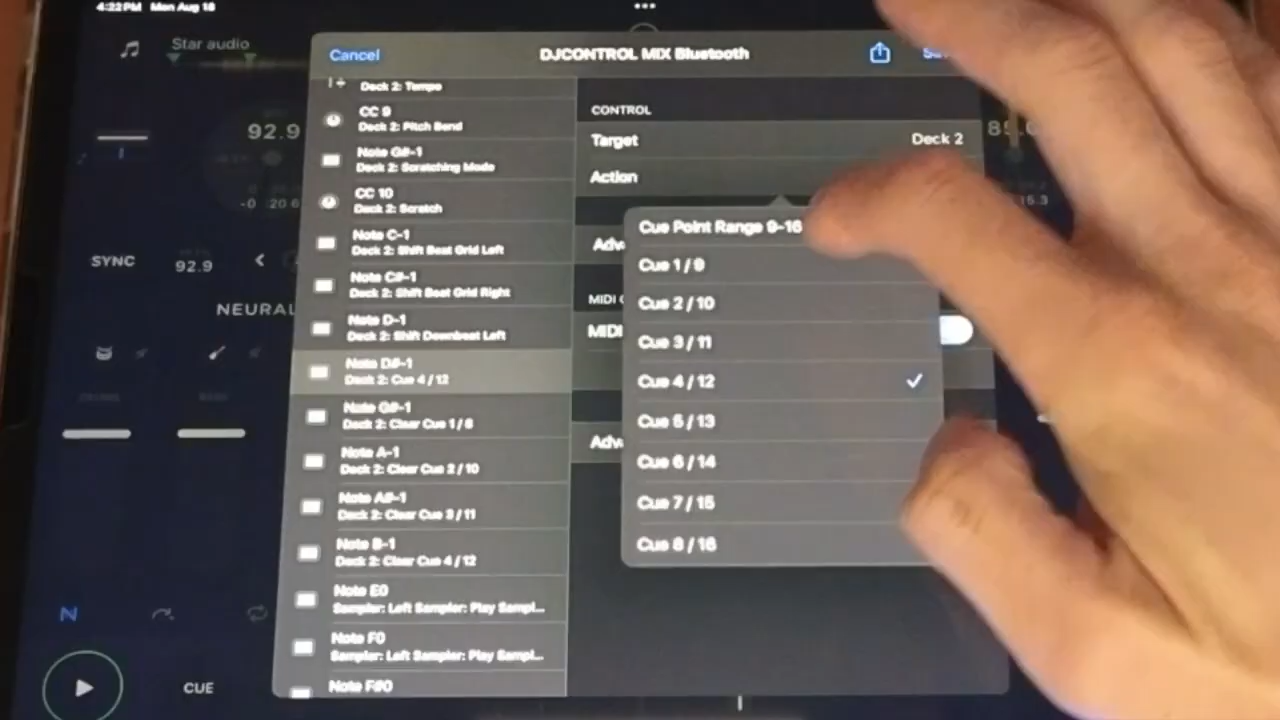 4:22 PM Mon Aug 18
Star audio
92.9
SYNC
92.9
NEURAL
N
CUE
Cancel
DJCONTROL MIX Bluetooth
Deck 2: Tempo
CC 9
Deck 2: Pitch Bend
Note G#-1
Deck 2: Scratching Mode
CC 10
Deck 2: Scratch
Note C-1
Deck 2: Shift Beat Grid Left
Note C#-1
Deck 2: Shift Beat Grid Right
Note D-1
Deck 2: Shift Downbeat Left
Note D#-1
Deck 2: Cue 4 / 12
Note G#-1
Deck 2: Clear Cue 1 / 8
Note A-1
Deck 2: Clear Cue 2 / 10
Note A#-1
Deck 2: Clear Cue 3 / 11
Note B-1
Deck 2: Clear Cue 4 / 12
Note E0
Sampler: Left Sampler: Play Sampl...
Note F0
Sampler: Left Sampler: Play Sampl...
Note F#0
CONTROL
Target
Deck 2
Action
Adv
MIDI
MIDI
Adv
Cue Point Range 9-16
Cue 1 / 9
Cue 2 / 10
Cue 3 / 11
Cue 4 / 12
Cue 5 / 13
Cue 6 / 14
Cue 7 / 15
Cue 8 / 16